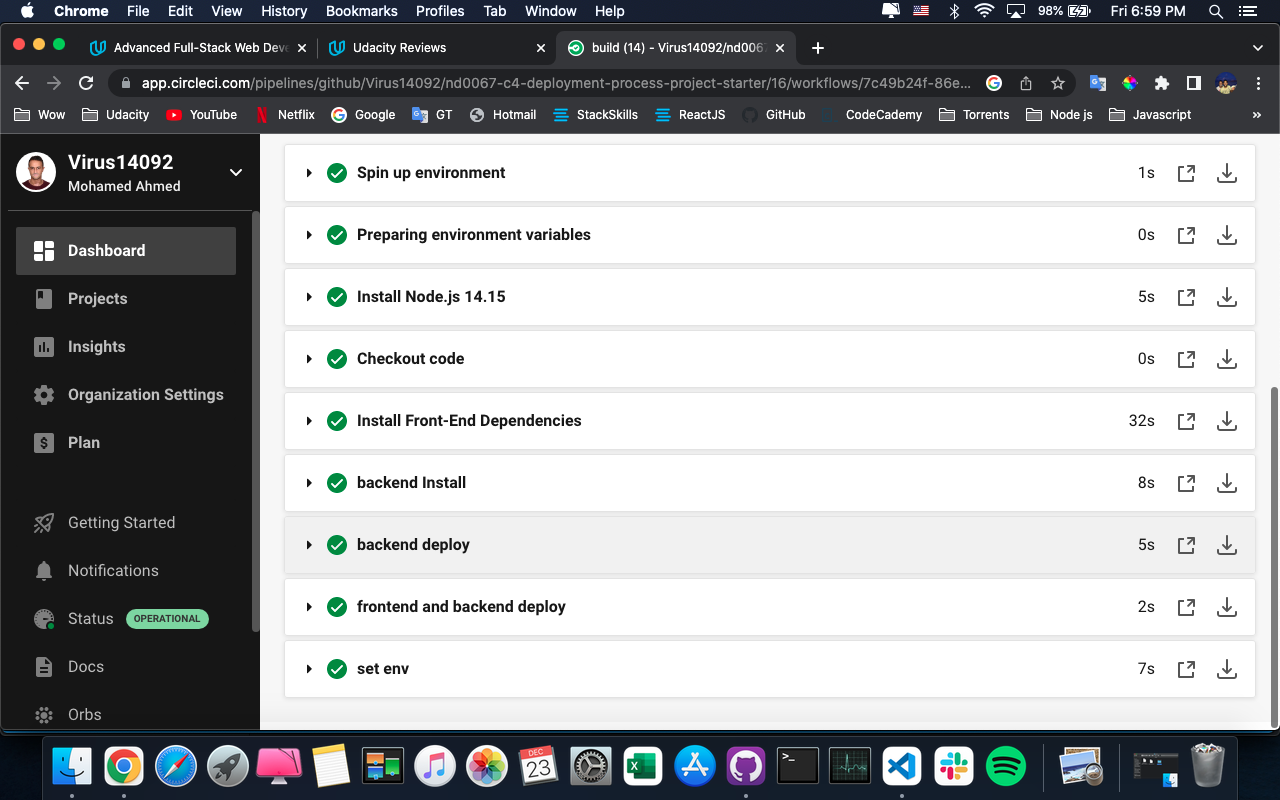 Chrome File Edit View History Bookmarks Profiles Tab Window Help 98% Fri 6:59 PM
Advanced Full-Stack Web Deve Udacity Reviews build (14) - Virus14092/nd0067
app.circleci.com/pipelines/github/Virus14092/nd0067-c4-deployment-process-project-starter/16/workflows/7c49b24f-86e...
Wow Udacity YouTube Netflix Google GT Hotmail StackSkills ReactJS GitHub CodeCademy Torrents Node js Javascript »
Virus14092
Mohamed Ahmed
Dashboard
Projects
Insights
Organization Settings
Plan
Getting Started
Notifications
Status OPERATIONAL
Docs
Orbs
Spin up environment 1s
Preparing environment variables 0s
Install Node.js 14.15 5s
Checkout code 0s
Install Front-End Dependencies 32s
backend Install 8s
backend deploy 5s
frontend and backend deploy 2s
set env 7s
DEC
23